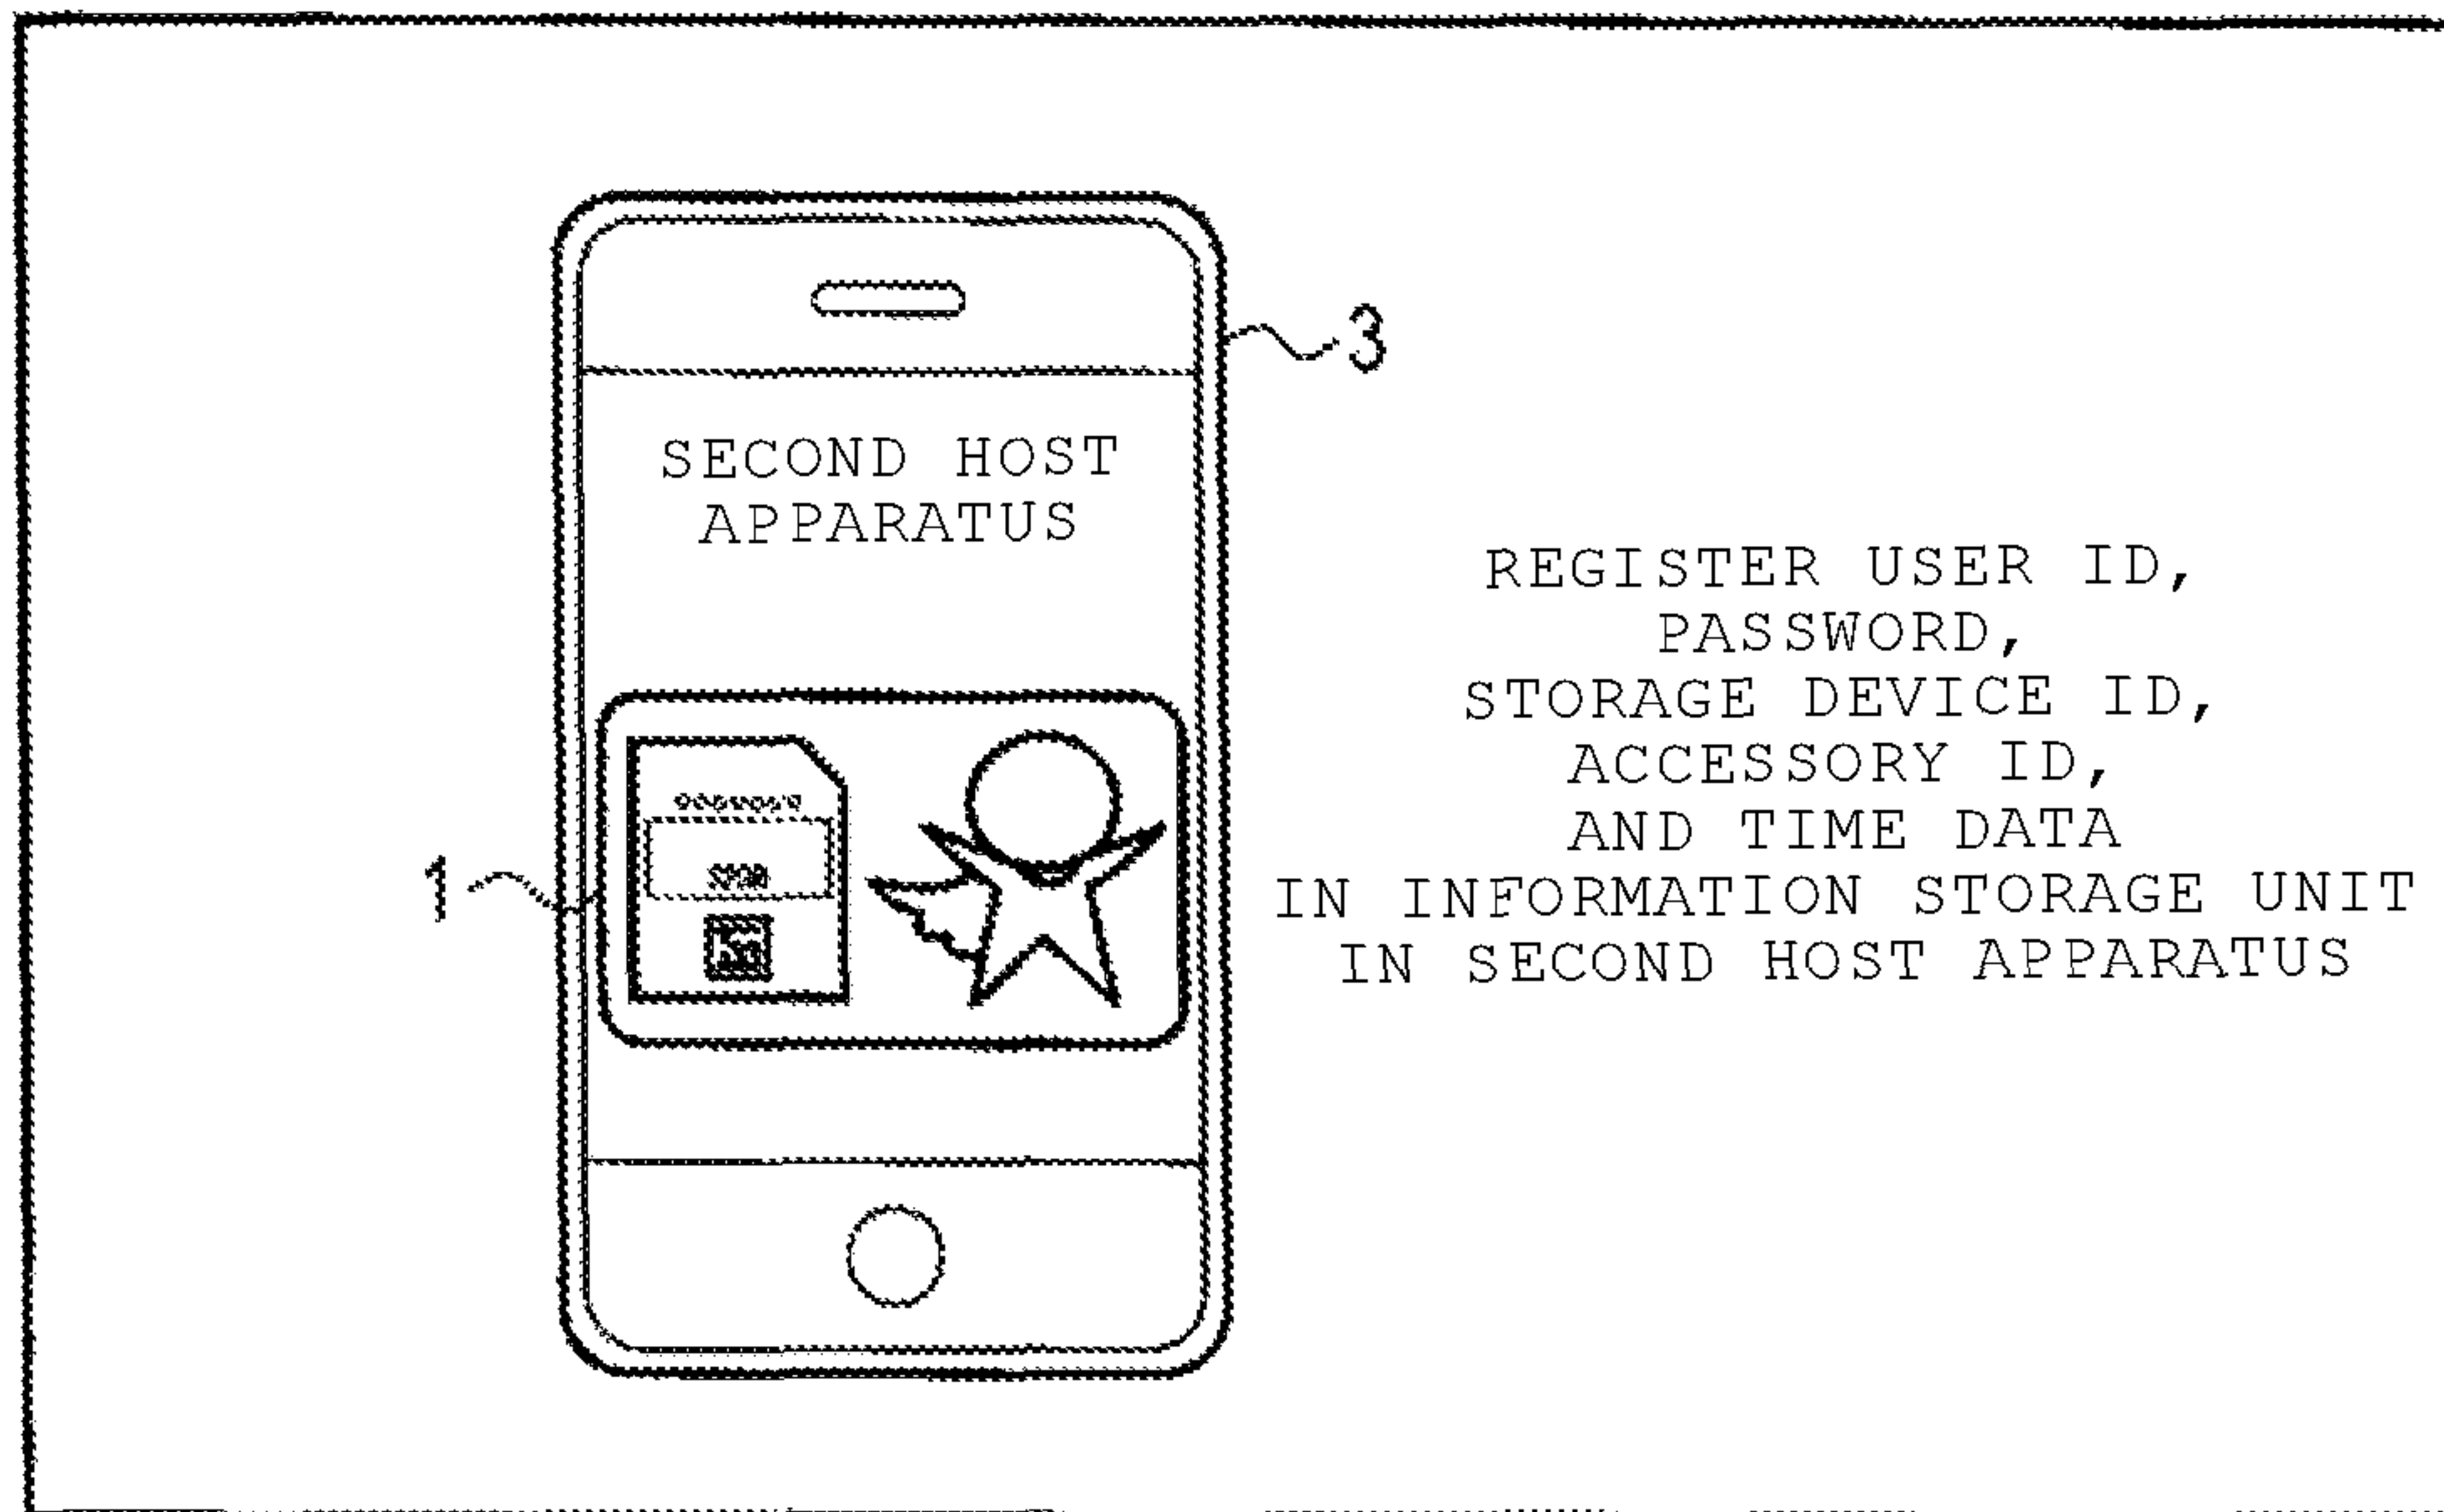 3
SECOND HOST
APPARATUS
1
REGISTER USER ID,
PASSWORD,
STORAGE DEVICE ID,
ACCESSORY ID,
AND TIME DATA
IN INFORMATION STORAGE UNIT
IN SECOND HOST APPARATUS